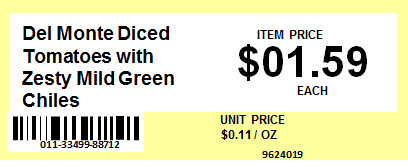 Del Monte Diced
Tomatoes with
Zesty Mild Green
Chiles
ITEM PRICE
$01.59
EACH
011-33499-88712
UNIT PRICE
$0.11 / OZ
9624019